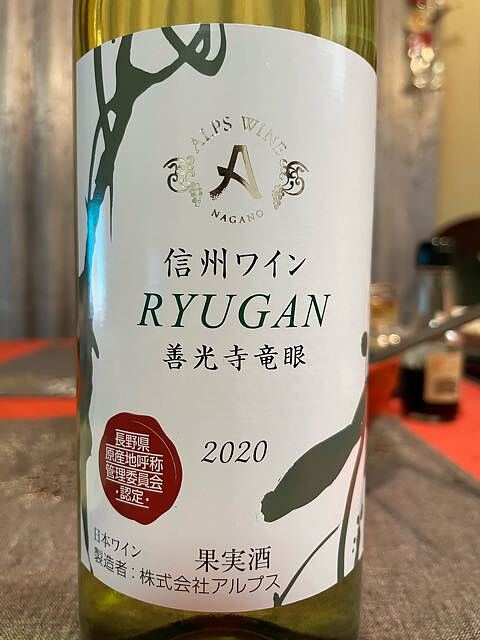 ALPS WINE
A
NAGANO
信州ワイン
RYUGAN
善光寺竜眼
2020
長野県
原産地呼称
管理委員会
・認定・
日本ワイン
果実酒
製造者：株式会社アルプス